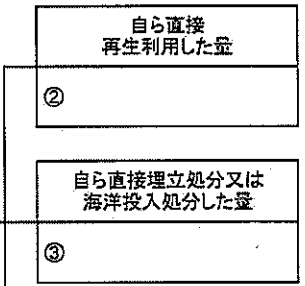 自ら直接
再生利用した量
②
自ら直接埋立処分又は
海洋投入処分した量
③